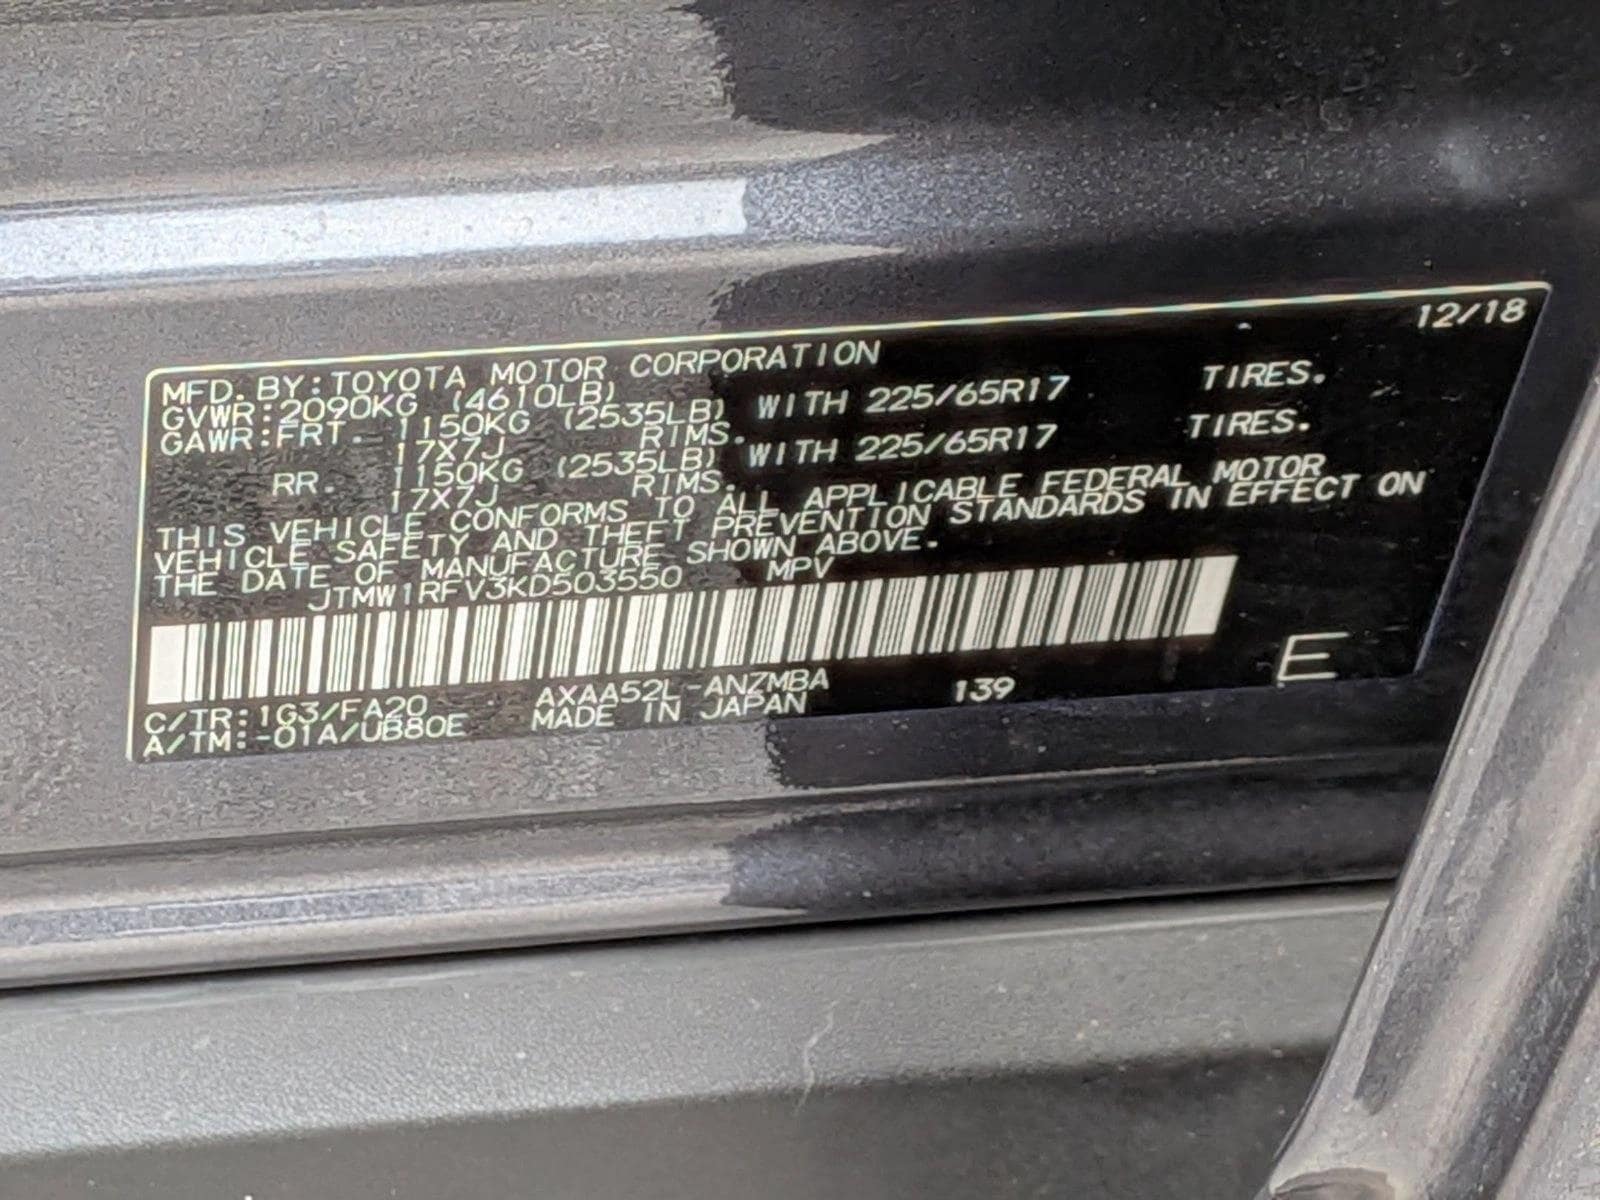 12/18
MFD. BY: TOYOTA MOTOR CORPORATION
GVWR: 2090KG (4610LB)
GAWR: FRT. 1150KG (2535LB) WITH 225/65R17 TIRES.
17X7J RIMS.
RR. 1150KG (2535LB) WITH 225/65R17 TIRES.
17X7J RIMS.
THIS VEHICLE CONFORMS TO ALL APPLICABLE FEDERAL MOTOR
VEHICLE SAFETY AND THEFT PREVENTION STANDARDS IN EFFECT ON
THE DATE OF MANUFACTURE SHOWN ABOVE.
JTMW1RFV3KD503550 MPV
E
C/TR: 1G3/FA20 AXAA52L-ANZMBA 139
A/TM: -01A/UB80E MADE IN JAPAN